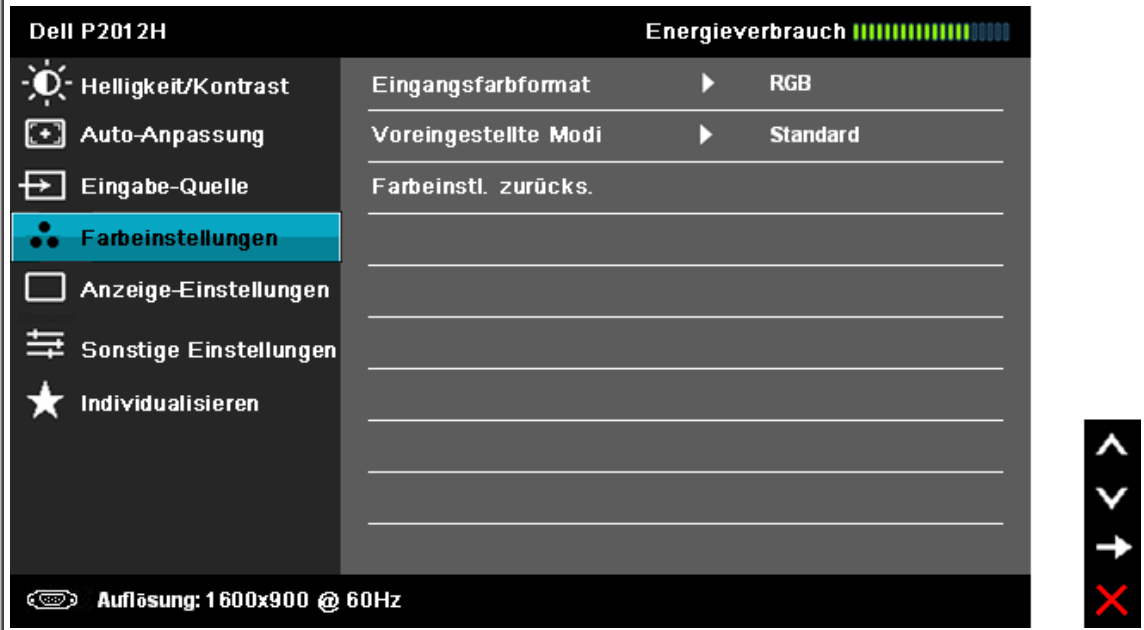 Dell P2012H Energieverbrauch
Helligkeit/Kontrast Eingangsfarbformat RGB
Auto-Anpassung Voreingestellte Modi Standard
Eingabe-Quelle Farbeinstl. zurücks.
Farbeinstellungen
Anzeige-Einstellungen
Sonstige Einstellungen
Individualisieren
Auflösung: 1600x900 @ 60Hz